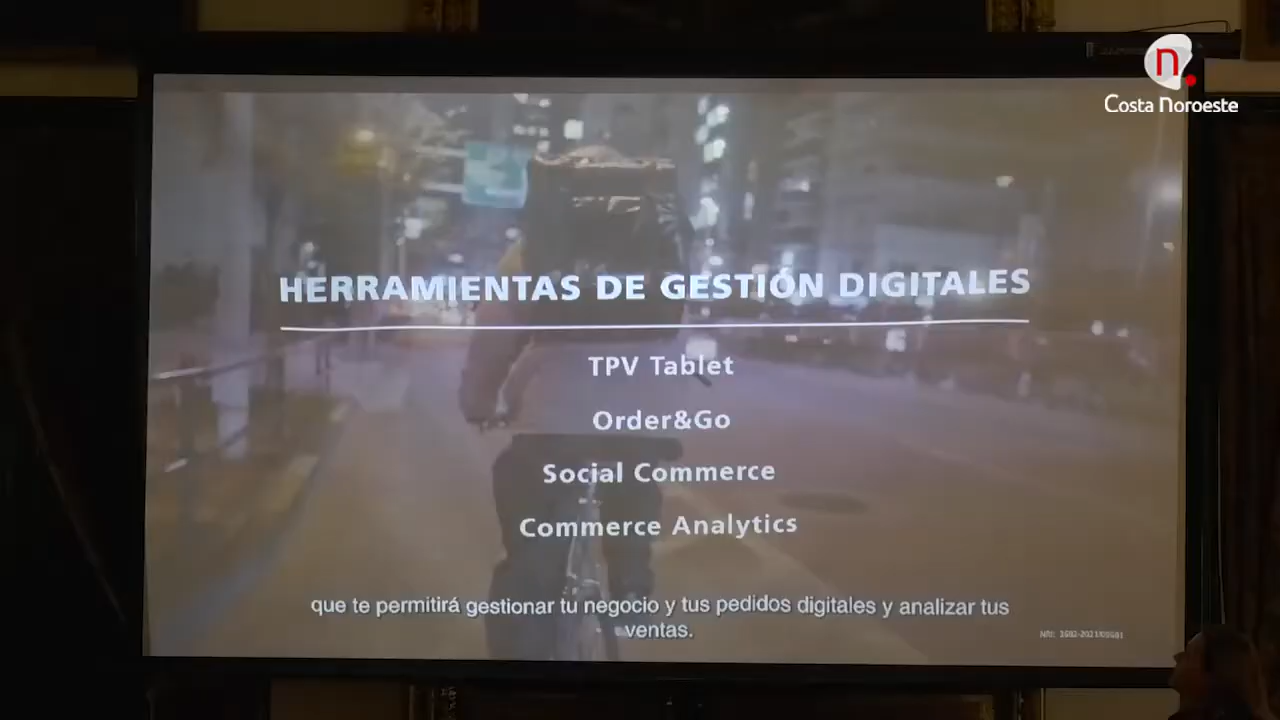 n
Costa Noroeste
HERRAMIENTAS DE GESTIÓN DIGITALES
TPV Tablet
Order&Go
Social Commerce
Commerce Analytics
que te permitirá gestionar tu negocio y tus pedidos digitales y analizar tus
ventas.